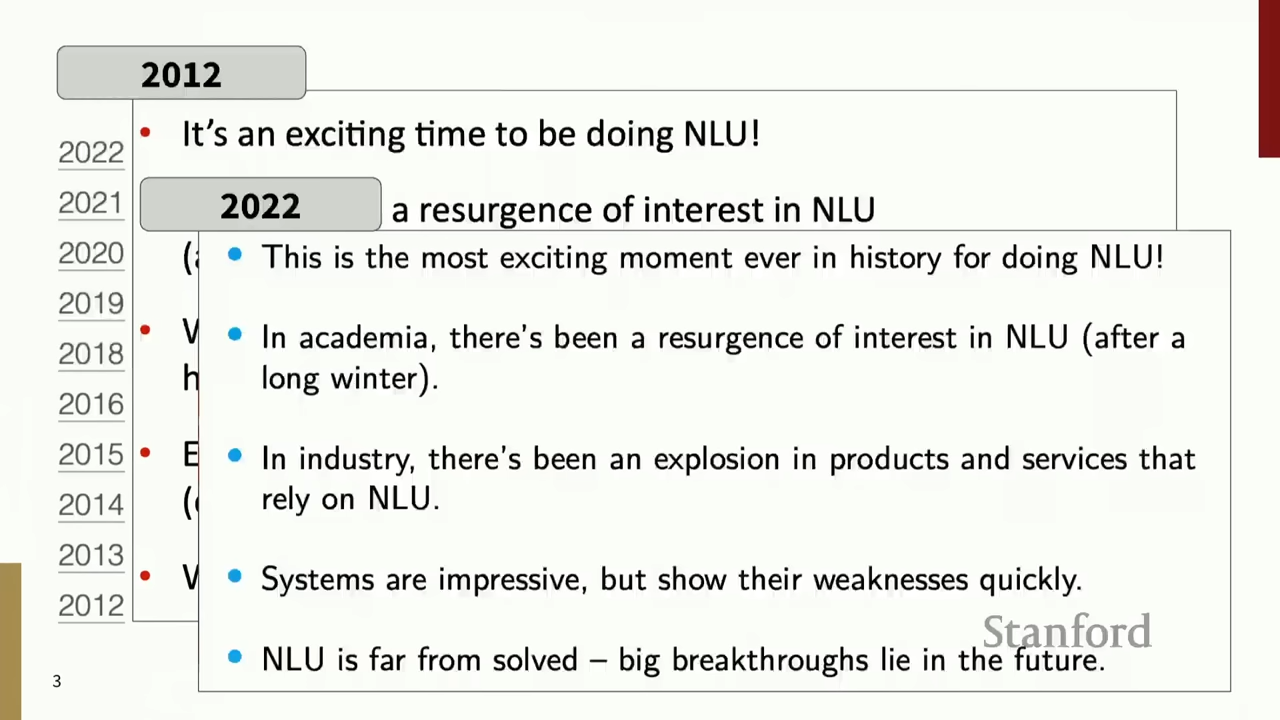 2012
• It's an exciting time to be doing NLU!
2022
2021
2020
2019
2018
2016
2015
2014
2013
2012
a resurgence of interest in NLU
2022
• This is the most exciting moment ever in history for doing NLU!
• In academia, there's been a resurgence of interest in NLU (after a
long winter).
• In industry, there's been an explosion in products and services that
rely on NLU.
• Systems are impressive, but show their weaknesses quickly.
• NLU is far from solved – big breakthroughs lie in the future.
Stanford
3